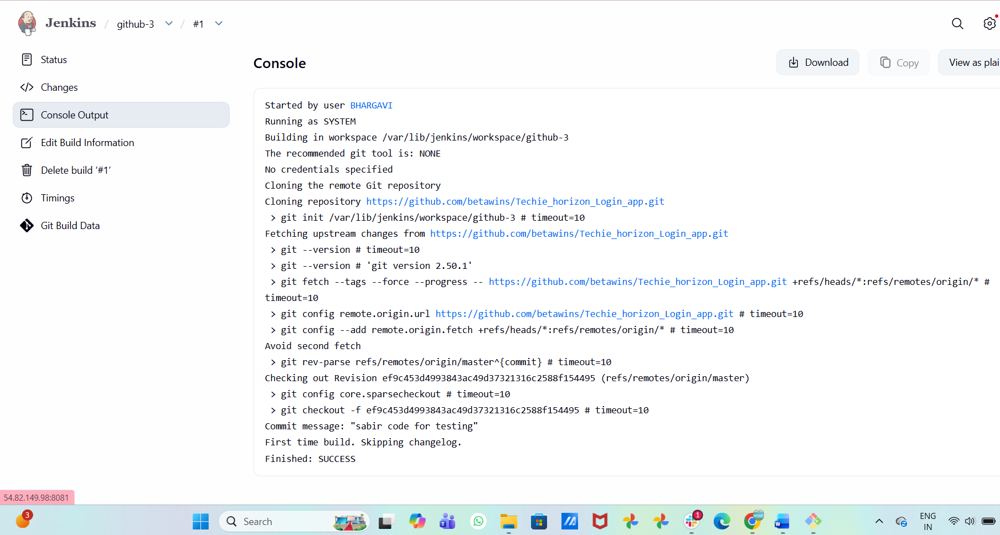 Jenkins / github-3 / #1
Status
Changes
Console Output
Edit Build Information
Delete build ‘#1’
Timings
Git Build Data
Console
Download
Copy
View as plai
Started by user BHARGAVI
Running as SYSTEM
Building in workspace /var/lib/jenkins/workspace/github-3
The recommended git tool is: NONE
No credentials specified
Cloning the remote Git repository
Cloning repository https://github.com/betawins/Techie_horizon_Login_app.git
> git init /var/lib/jenkins/workspace/github-3 # timeout=10
Fetching upstream changes from https://github.com/betawins/Techie_horizon_Login_app.git
> git --version # timeout=10
> git --version # 'git version 2.50.1'
> git fetch --tags --force --progress -- https://github.com/betawins/Techie_horizon_Login_app.git +refs/heads/*:refs/remotes/origin/* #
timeout=10
> git config remote.origin.url https://github.com/betawins/Techie_horizon_Login_app.git # timeout=10
> git config --add remote.origin.fetch +refs/heads/*:refs/remotes/origin/* # timeout=10
Avoid second fetch
> git rev-parse refs/remotes/origin/master^{commit} # timeout=10
Checking out Revision ef9c453d4993843ac49d37321316c2588f154495 (refs/remotes/origin/master)
> git config core.sparsecheckout # timeout=10
> git checkout -f ef9c453d4993843ac49d37321316c2588f154495 # timeout=10
Commit message: "sabir code for testing"
First time build. Skipping changelog.
Finished: SUCCESS
54.82.149.98:8081
3
Search
1
ENG
IN